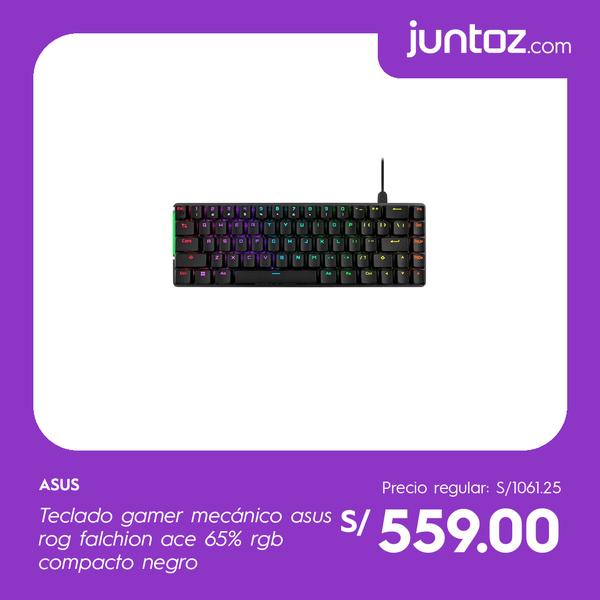 juntoz.com
ASUS
Teclado gamer mecánico asus
rog falchion ace 65% rgb
compacto negro
Precio regular: S/1061.25
S/ 559.00